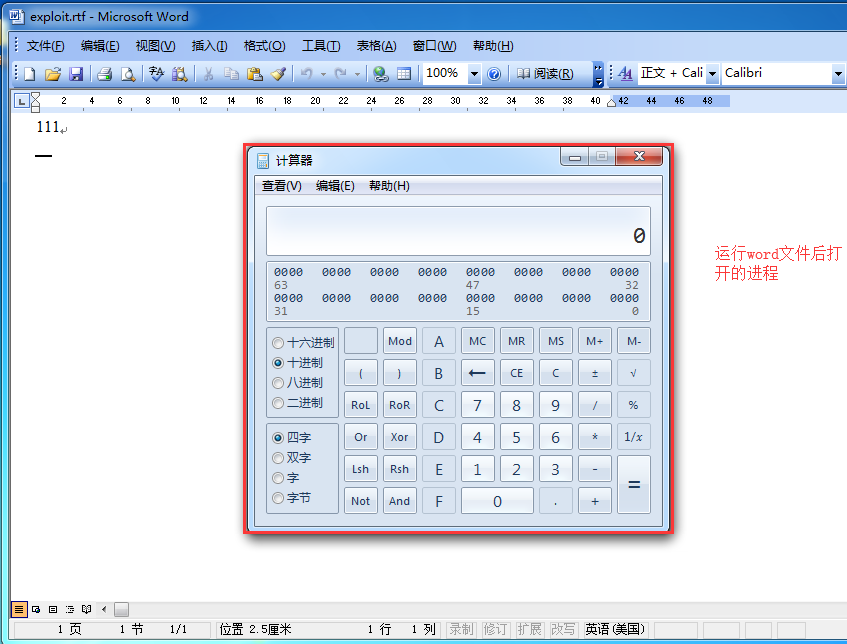 exploit.rtf - Microsoft Word
文件(F) 编辑(E) 视图(V) 插入(I) 格式(O) 工具(T) 表格(A) 窗口(W) 帮助(H)
100% 阅读(R) 正文 + Cali Calibri
L 2 4 6 8 10 12 14 16 18 20 22 24 26 28 30 32 34 36 38 40 42 44 46 48
111
计算器
查看(V) 编辑(E) 帮助(H)
0
0000 0000 0000 0000 0000 0000 0000 0000
63 47 32
0000 0000 0000 0000 0000 0000 0000 0000
31 15 0
运行word文件后打
开的进程
十六进制 Mod A MC MR MS M+ M-
十进制 ( ) B ← CE C ± √
八进制
二进制 RoL RoR C 7 8 9 / %
四字 Or Xor D 4 5 6 * 1/x
双字 Lsh Rsh E 1 2 3 - =
字
字节 Not And F 0 . +
1 页 1 节 1/1 位置 2.5厘米 1 行 1 列 录制 修订 扩展 改写 英语(美国)